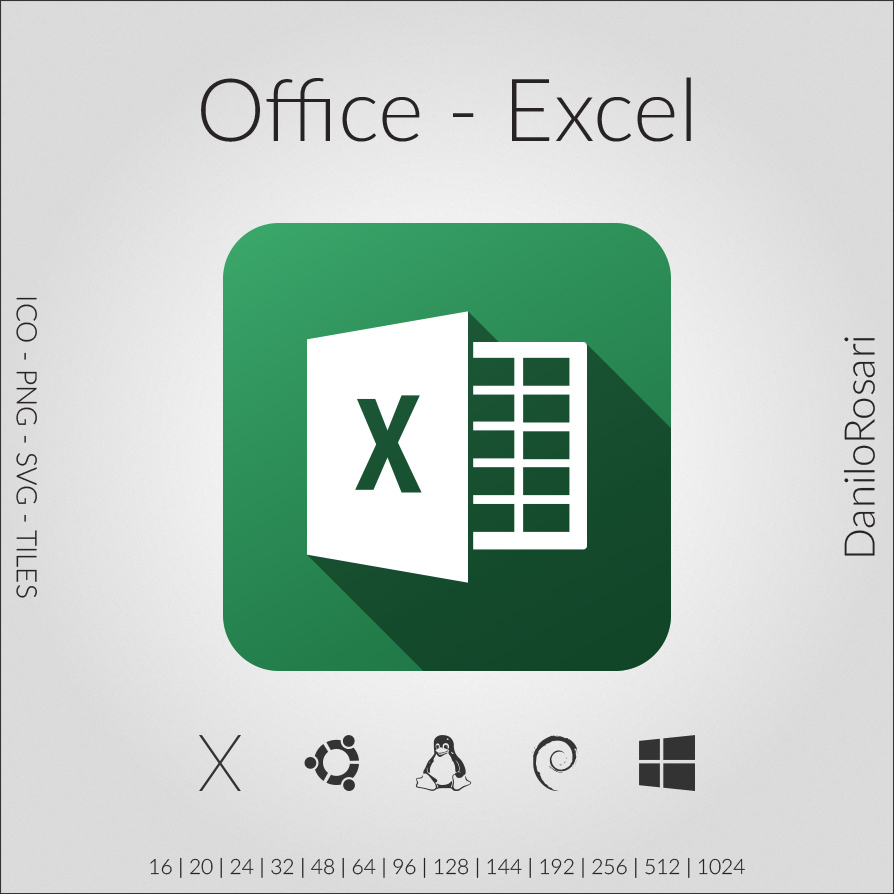 Office - Excel
ICO - PNG - SVG - TILES
X
DaniloRosari
16 | 20 | 24 | 32 | 48 | 64 | 96 | 128 | 144 | 192 | 256 | 512 | 1024